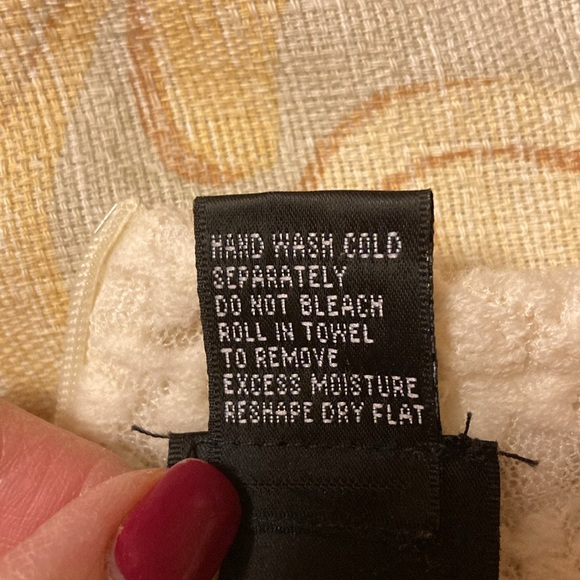 HAND WASH COLD
SEPARATELY
DO NOT BLEACH
ROLL IN TOWEL
TO REMOVE
EXCESS MOISTURE
RESHAPE DRY FLAT